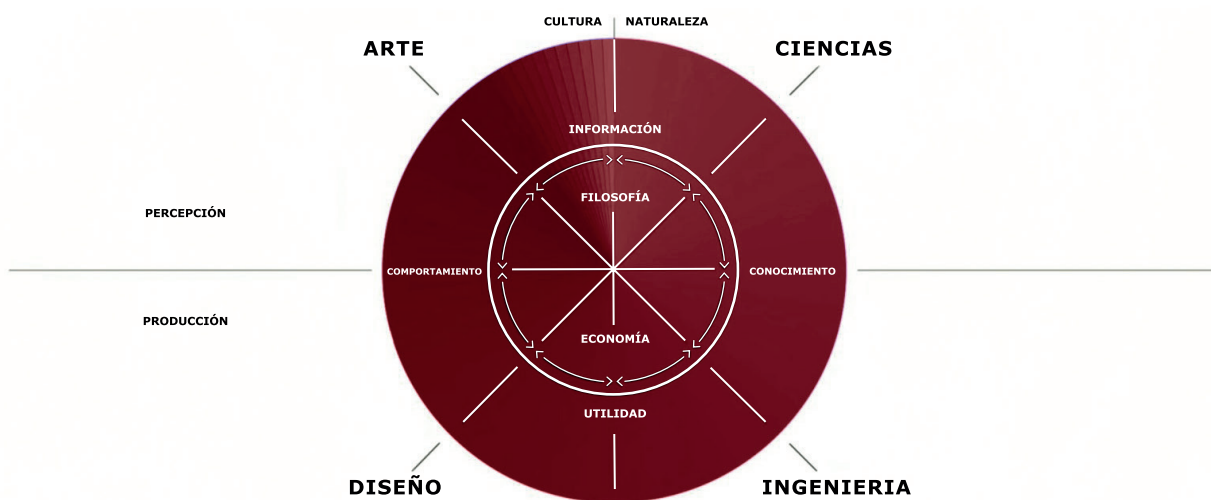 CULTURA
NATURALEZA
ARTE
CIENCIAS
INFORMACIÓN
FILOSOFÍA
PERCEPCIÓN
COMPORTAMIENTO
CONOCIMIENTO
PRODUCCIÓN
ECONOMÍA
UTILIDAD
DISEÑO
INGENIERIA